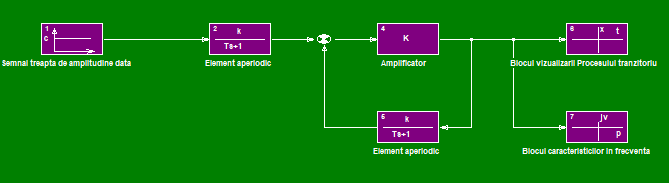 1
c
Semnal treapta de amplitudine data
2
k
Ts+1
Element aperiodic
4
K
Amplificator
5
k
Ts+1
Element aperiodic
6
x t
Blocul vizualizarii Procesului tranzitoriu
7
jv
p
Blocul caracteristicilor in frecventa